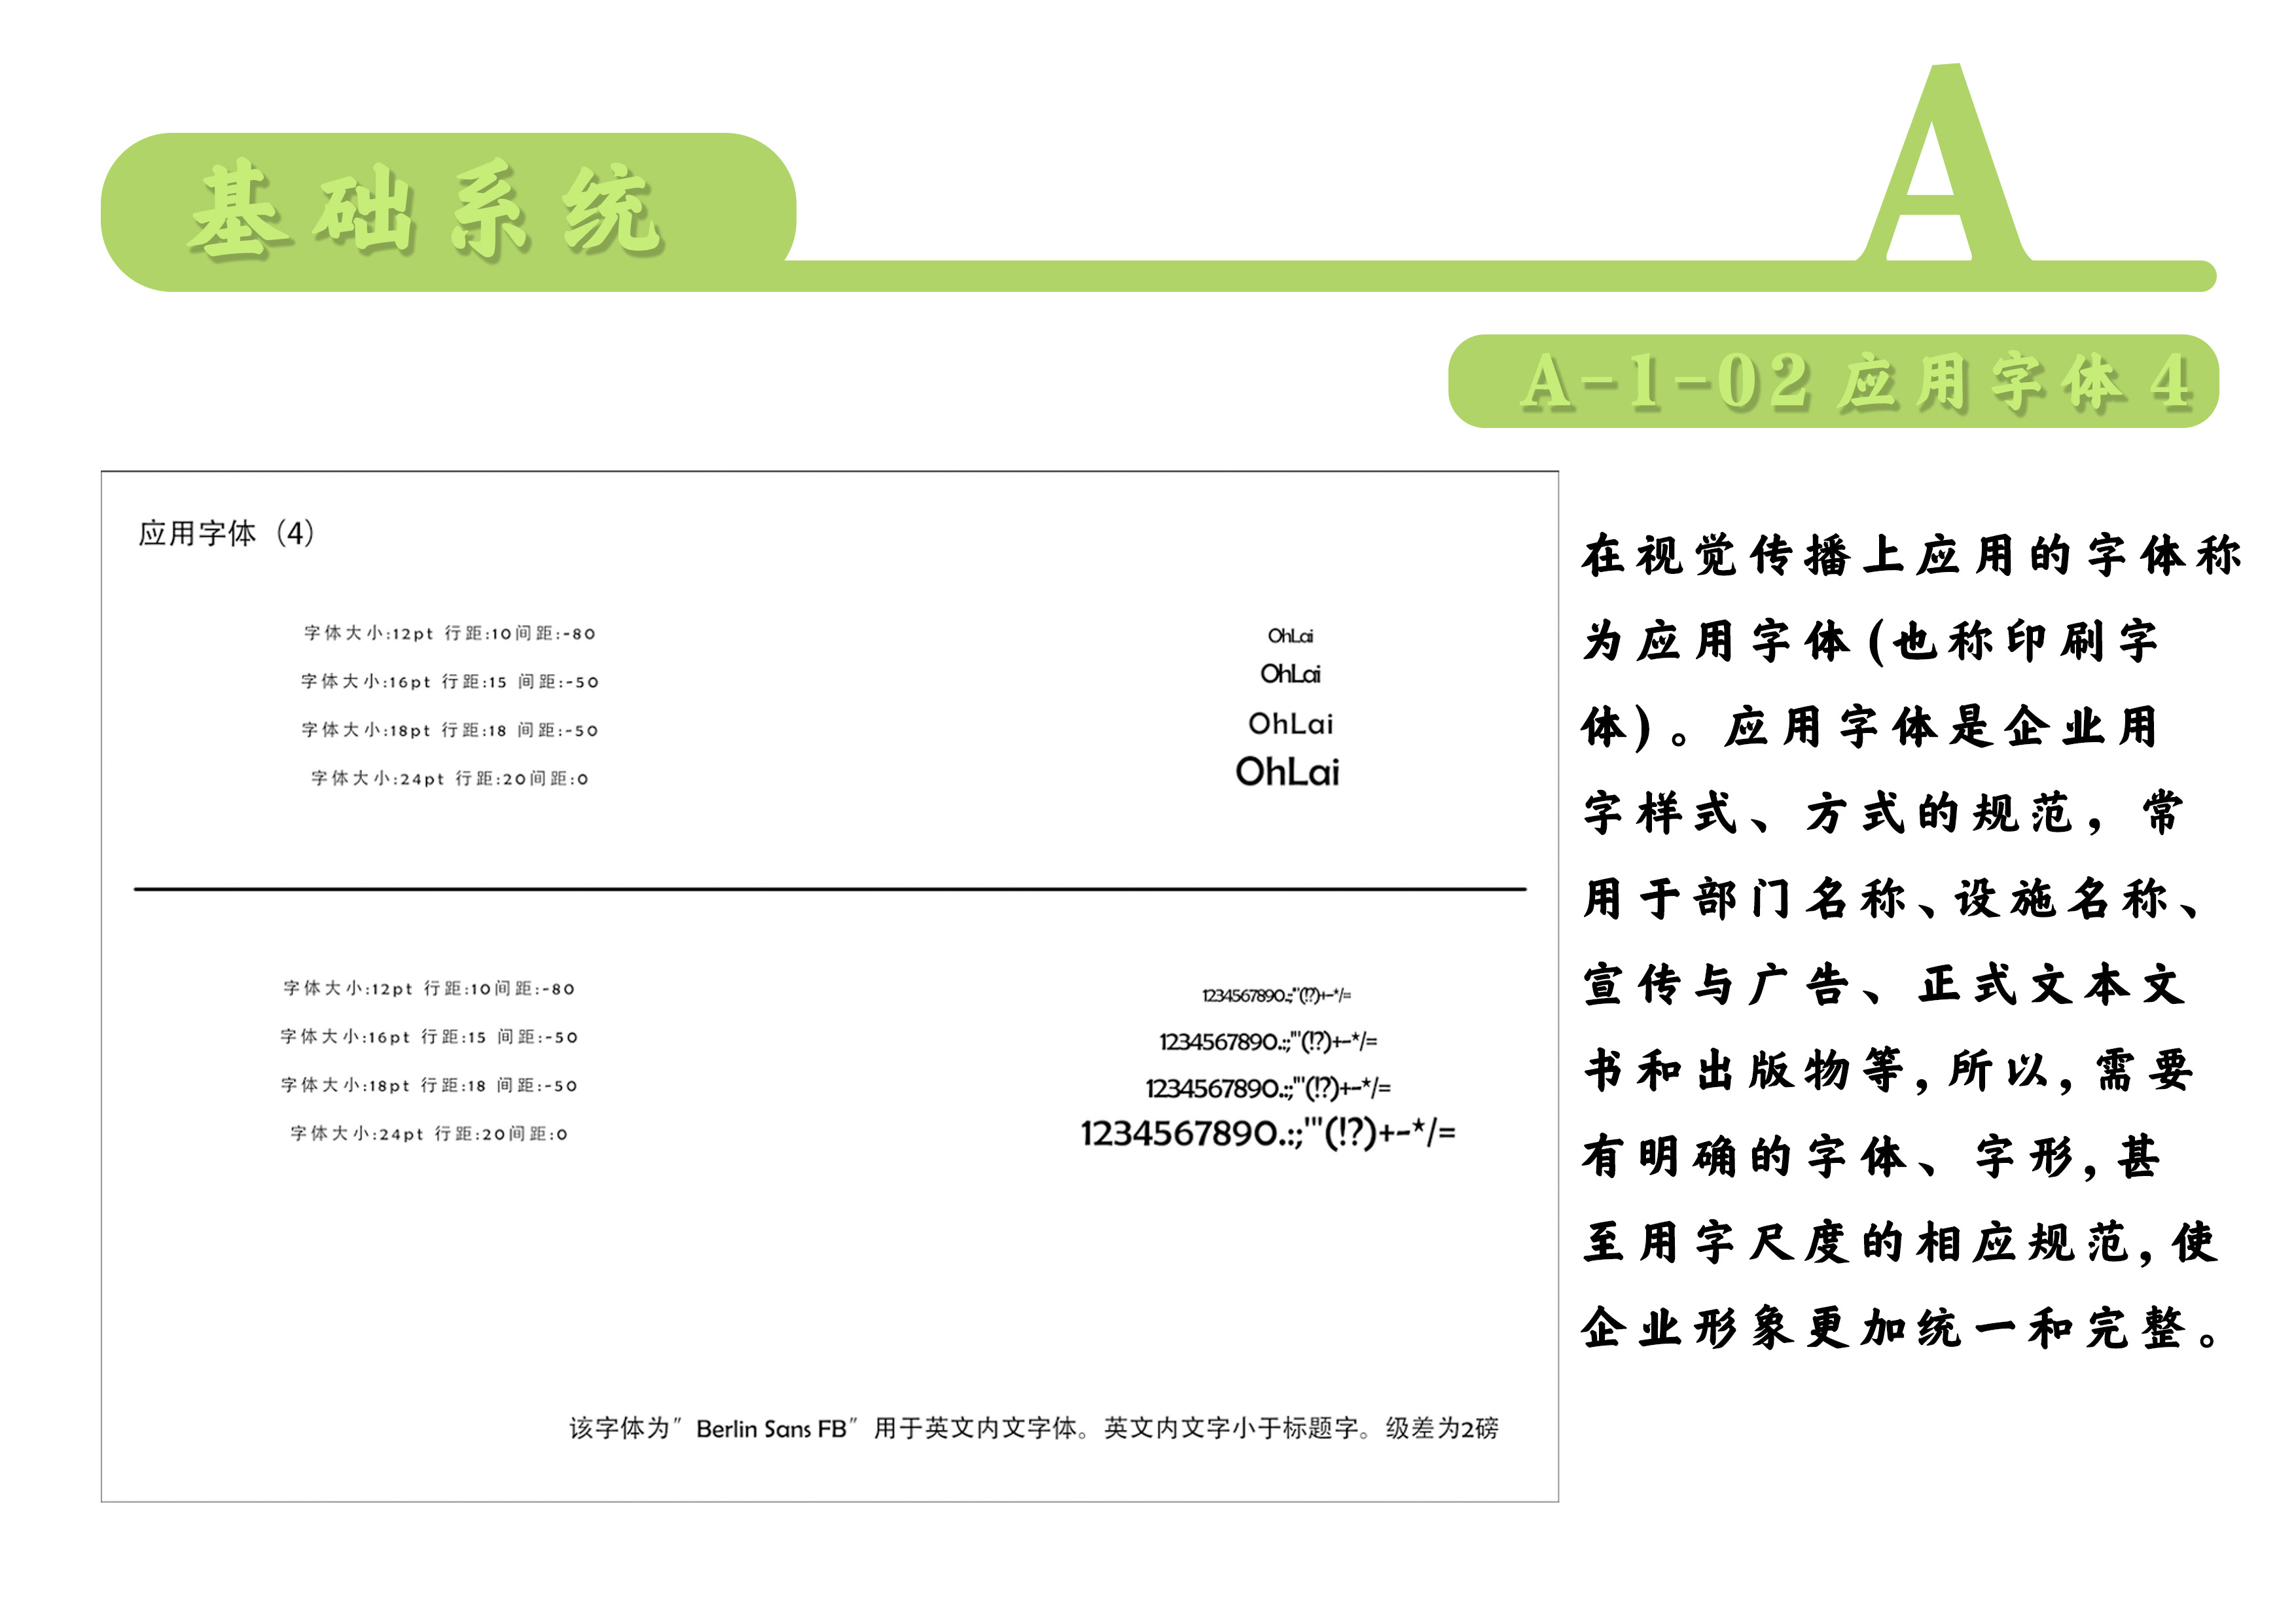 基础系统
A
A-1-02应用字体4
应用字体（4）
字体大小:12pt 行距:10间距:-80
OhLai
字体大小:16pt 行距:15 间距:-50
OhLai
字体大小:18pt 行距:18 间距:-50
OhLai
字体大小:24pt 行距:20间距:0
OhLai
字体大小:12pt 行距:10间距:-80
1234567890.:;'"(!?)+-*/=
字体大小:16pt 行距:15 间距:-50
1234567890.:;'"(!?)+-*/=
字体大小:18pt 行距:18 间距:-50
1234567890.:;'"(!?)+-*/=
字体大小:24pt 行距:20间距:0
1234567890.:;'"(!?)+-*/=
该字体为"Berlin Sans FB"用于英文内文字体。英文内文字小于标题字。级差为2磅
在视觉传播上应用的字体称
为应用字体(也称印刷字
体)。应用字体是企业用
字样式、方式的规范，常
用于部门名称、设施名称、
宣传与广告、正式文本文
书和出版物等,所以,需要
有明确的字体、字形,甚
至用字尺度的相应规范,使
企业形象更加统一和完整。